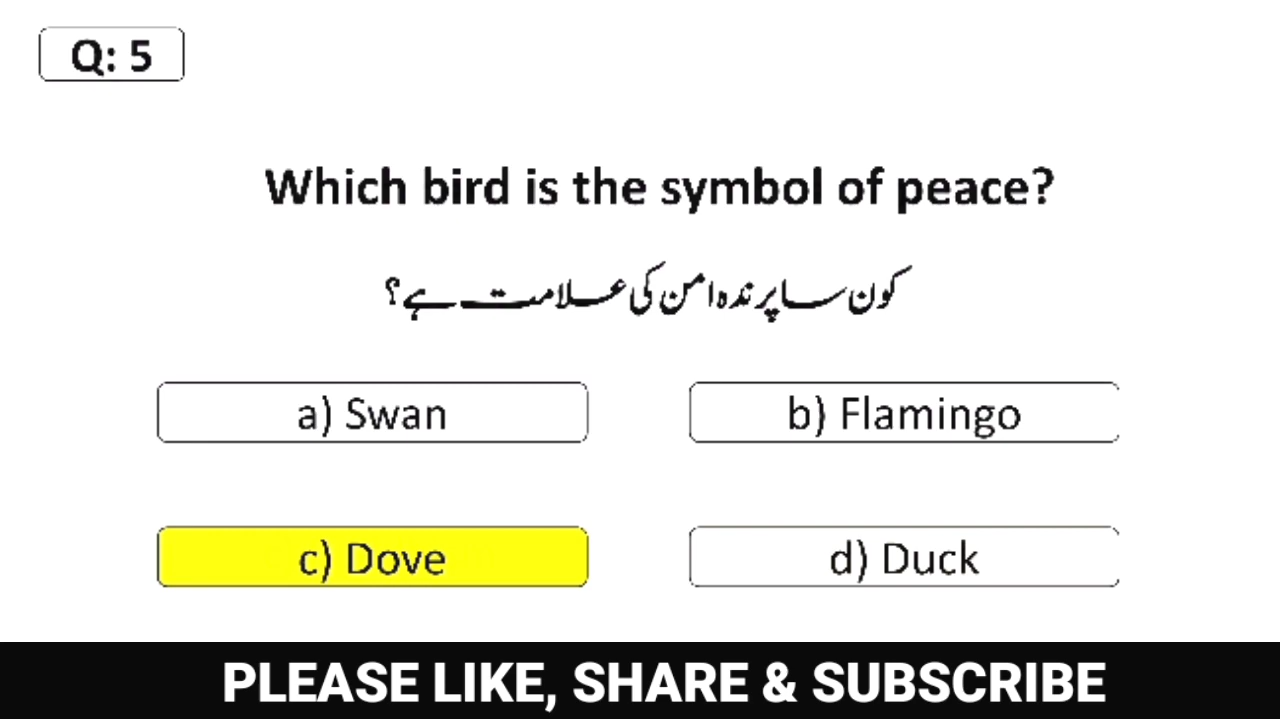 Q: 5
Which bird is the symbol of peace?
کون سا پرندہ امن کی علامت ہے؟
a) Swan
b) Flamingo
c) Dove
d) Duck
PLEASE LIKE, SHARE & SUBSCRIBE